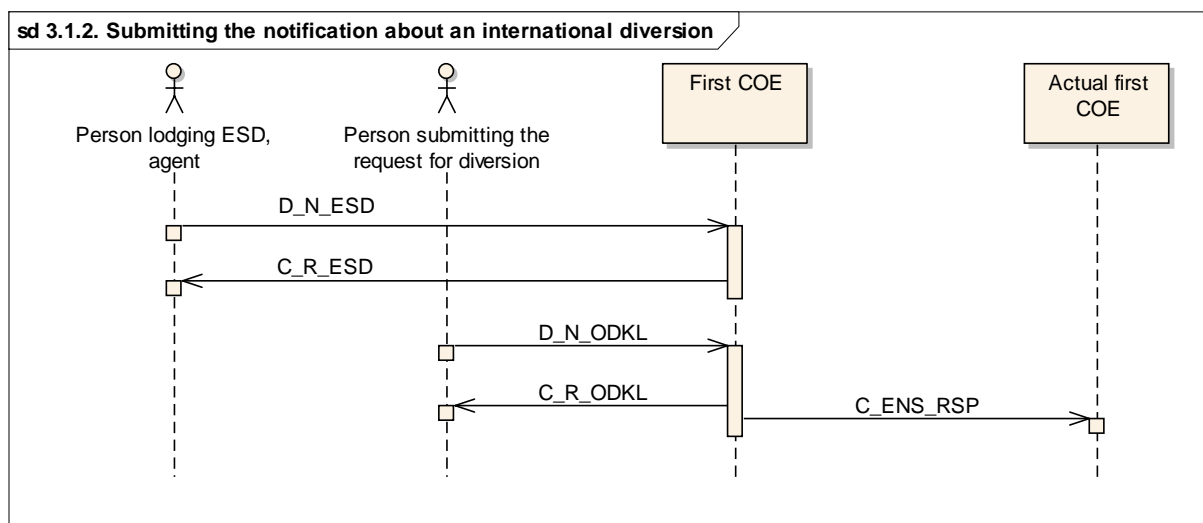 sd 3.1.2. Submitting the notification about an international diversion
Person lodging ESD,
agent
Person submitting the
request for diversion
First COE
Actual first
COE
D_N_ESD
C_R_ESD
D_N_ODKL
C_R_ODKL
C_ENS_RSP